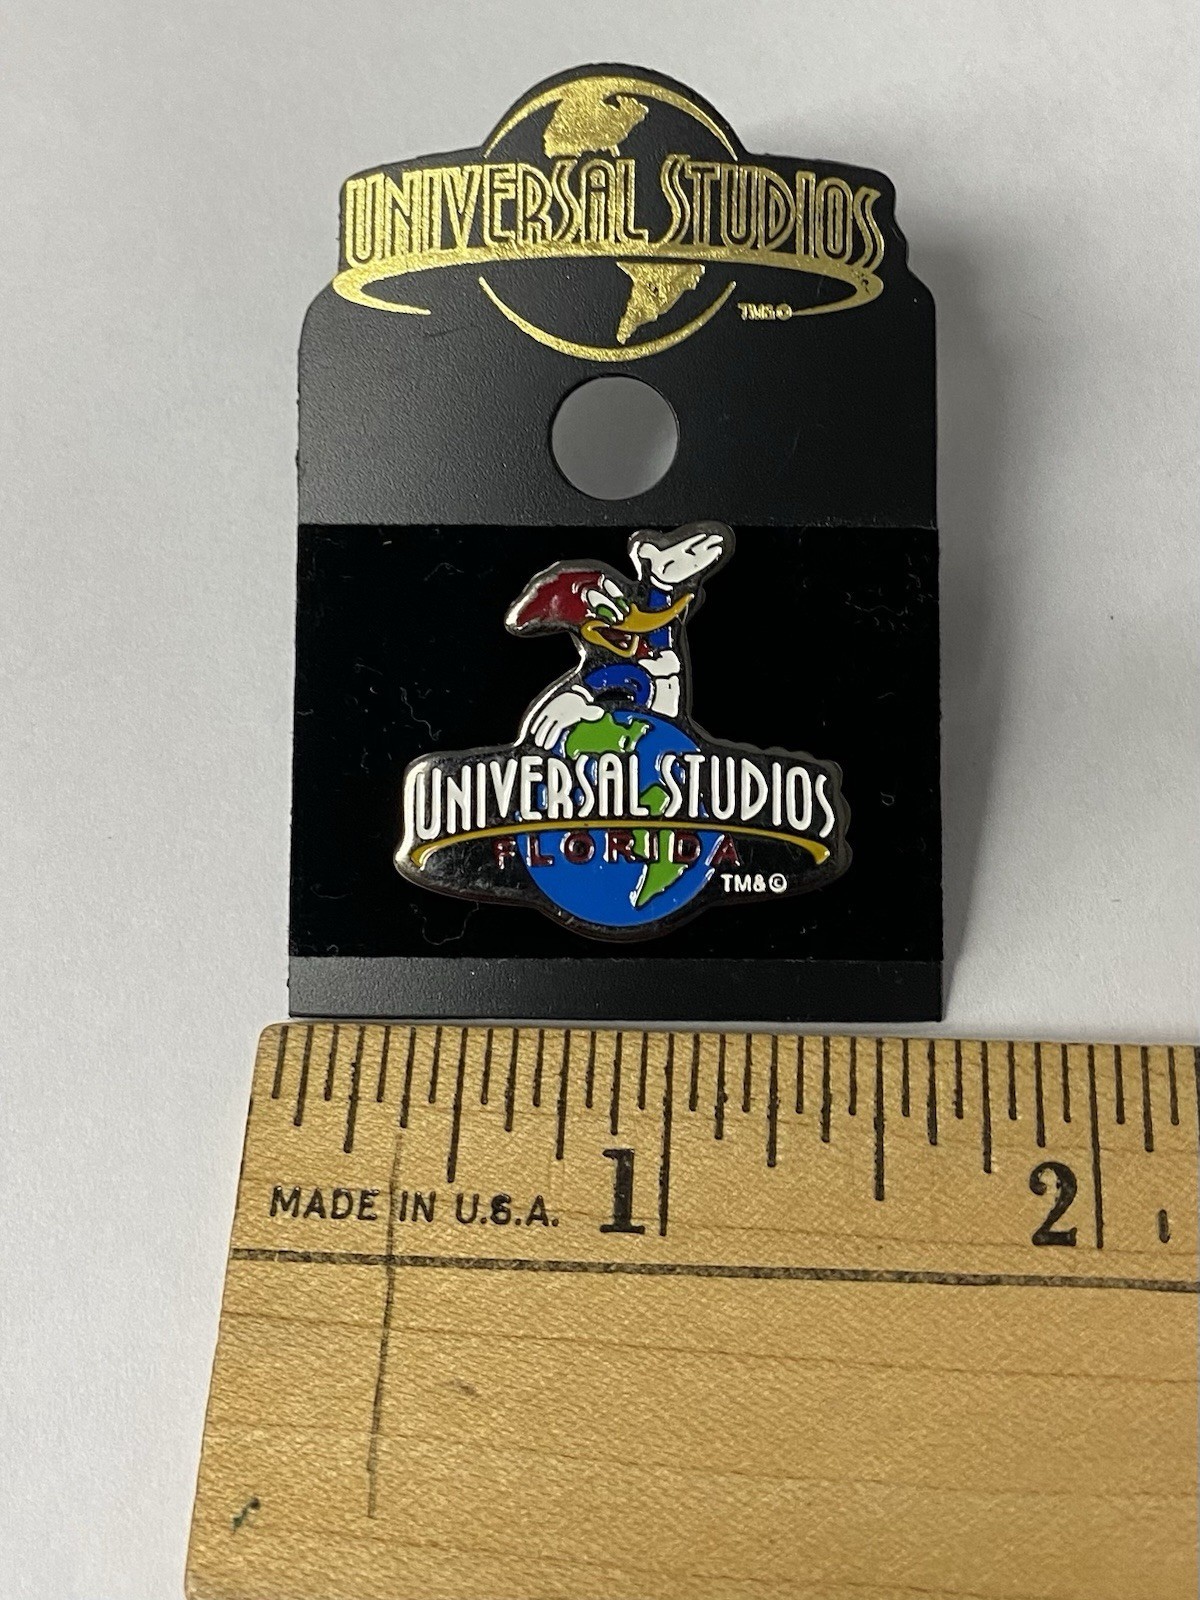 UNIVERSAL STUDIOS
TM&©
UNIVERSAL STUDIOS
FLORIDA
TM&©
1
2
MADE IN U.S.A.